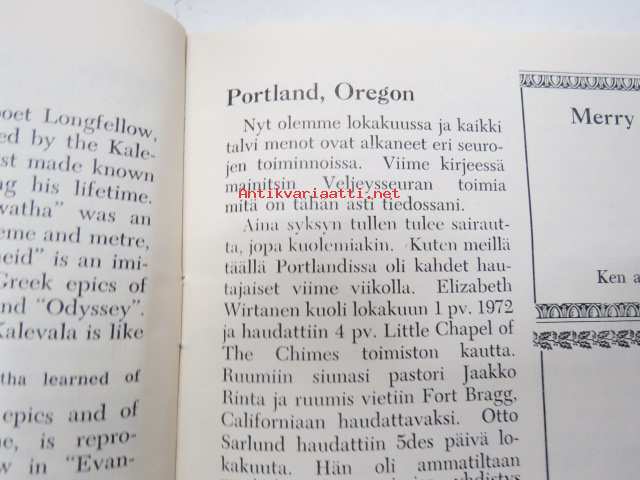 oet Longfellow,
ed by the Kale-
st made known
ng his lifetime.
watha" was an
eme and metre,
neid" is an imi-
Greek epics of
nd "Odyssey".
Kalevala is like
tha learned of
epics and of
ne, is repro-
w in "Evan-
Portland, Oregon
Nyt olemme lokakuussa ja kaikki
talvi menot ovat alkaneet eri seuro-
jen toiminnoissa. Viime kirjeessä
mainitsin Veljeysseuran toimia
mitä on tähän asti tiedossani.
Aina syksyn tullen tulee sairaut-
ta, jopa kuolemiakin. Kuten meillä
täällä Portlandissa oli kahdet hau-
tajaiset viime viikolla. Elizabeth
Wirtanen kuoli lokakuun 1 pv. 1972
ja haudattiin 4 pv. Little Chapel of
The Chimes toimiston kautta.
Ruumiin siunasi pastori Jaakko
Rinta ja ruumis vietiin Fort Bragg,
Californiaan haudattavaksi. Otto
Sarlund haudattiin 5des päivä lo-
kakuuta. Hän oli ammatiltaan
yhdistys
Merry
Ken a
Antikvariaatti.net